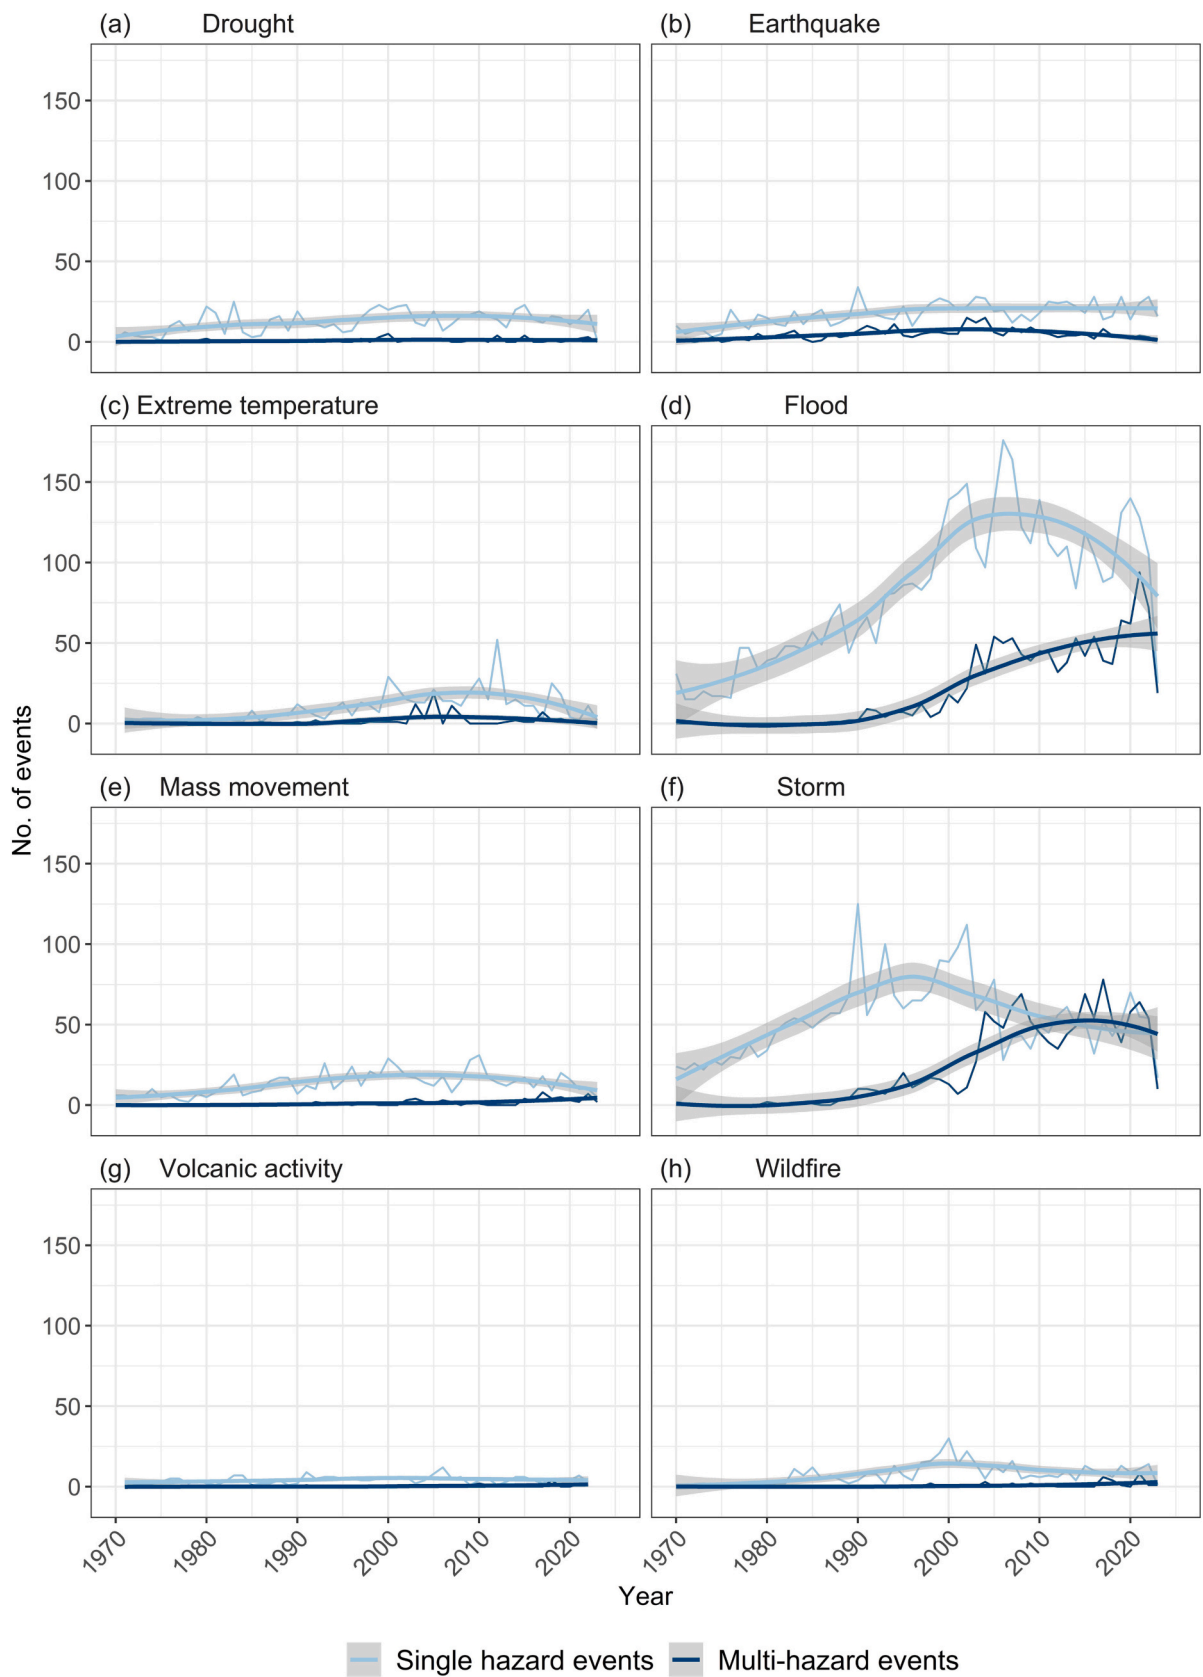 (a) Drought
(b) Earthquake
150
100
50
0
(c) Extreme temperature
(d) Flood
150
100
50
0
(e) Mass movement
(f) Storm
150
100
50
0
(g) Volcanic activity
(h) Wildfire
150
100
50
0
No. of events
1970 1980 1990 2000 2010 2020
1970 1980 1990 2000 2010 2020
Year
Single hazard events
Multi-hazard events